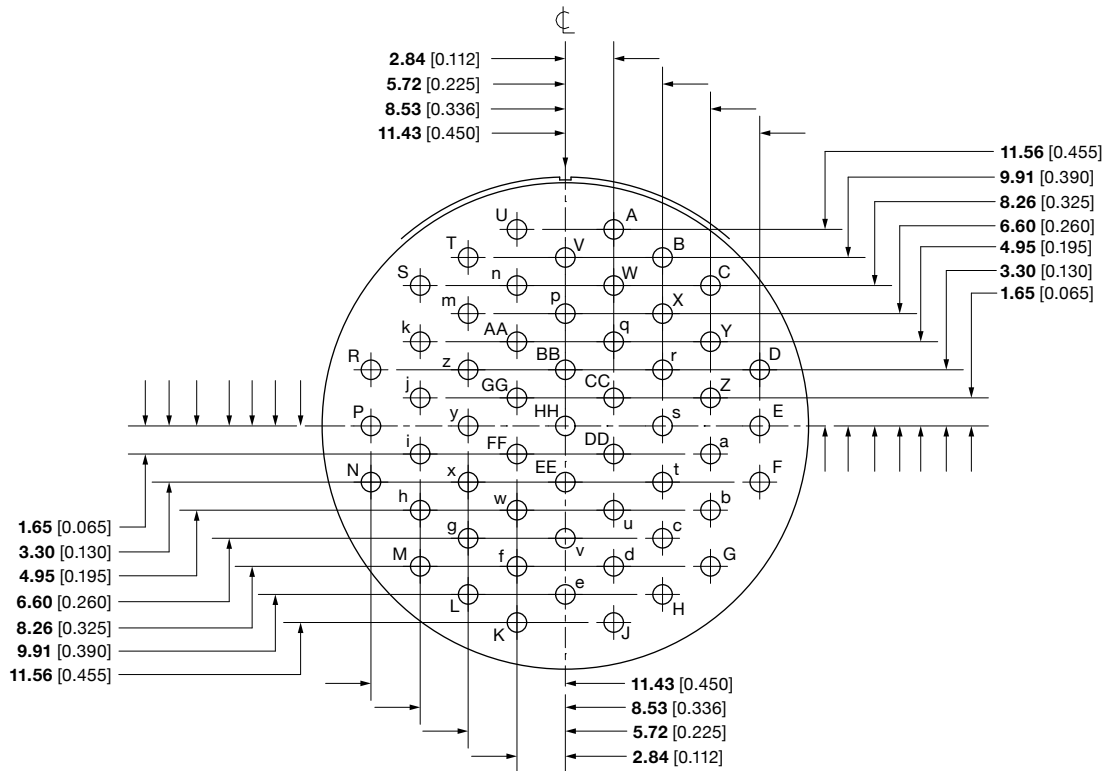 ℄
2.84 [0.112]
5.72 [0.225]
8.53 [0.336]
11.43 [0.450]
11.56 [0.455]
9.91 [0.390]
8.26 [0.325]
6.60 [0.260]
4.95 [0.195]
3.30 [0.130]
1.65 [0.065]
U A
T V B
S n W C
m p X
k AA q Y
R z BB r D
j GG CC Z
P y HH s E
i FF DD a
N x EE t F
h w u b
g v c
M f d G
L e H
K J
1.65 [0.065]
3.30 [0.130]
4.95 [0.195]
6.60 [0.260]
8.26 [0.325]
9.91 [0.390]
11.56 [0.455]
11.43 [0.450]
8.53 [0.336]
5.72 [0.225]
2.84 [0.112]